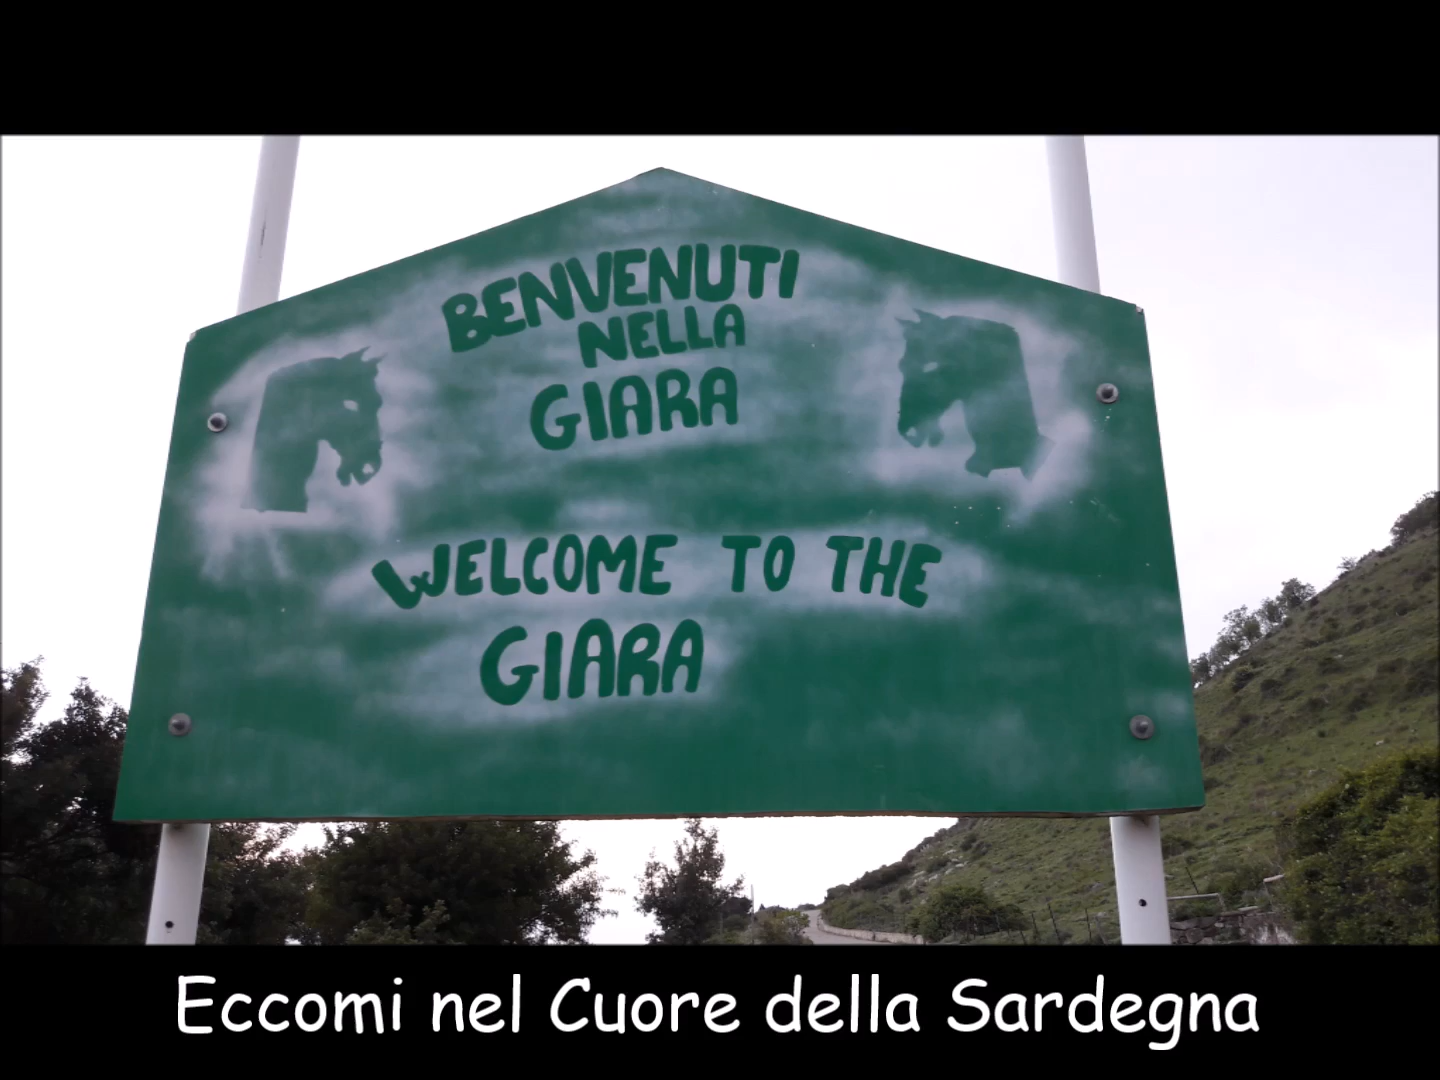 BENVENUTI
NELLA
GIARA
WELCOME TO THE
GIARA
Eccomi nel Cuore della Sardegna